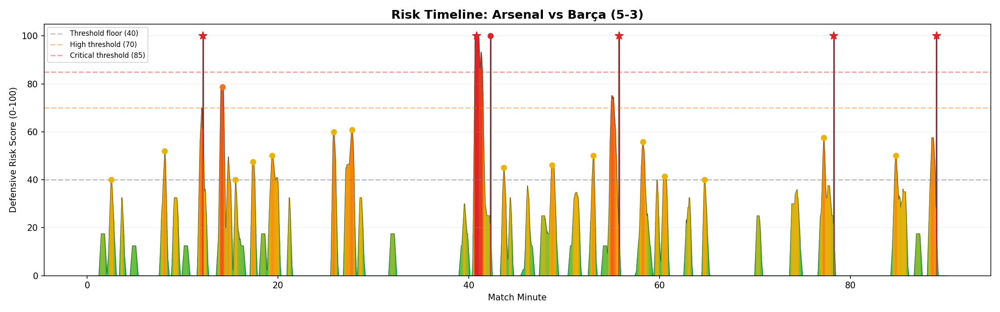 Risk Timeline: Arsenal vs Barça (5-3)
Threshold floor (40)
High threshold (70)
Critical threshold (85)
Defensive Risk Score (0-100)
100
80
60
40
20
0
0 20 40 60 80
Match Minute